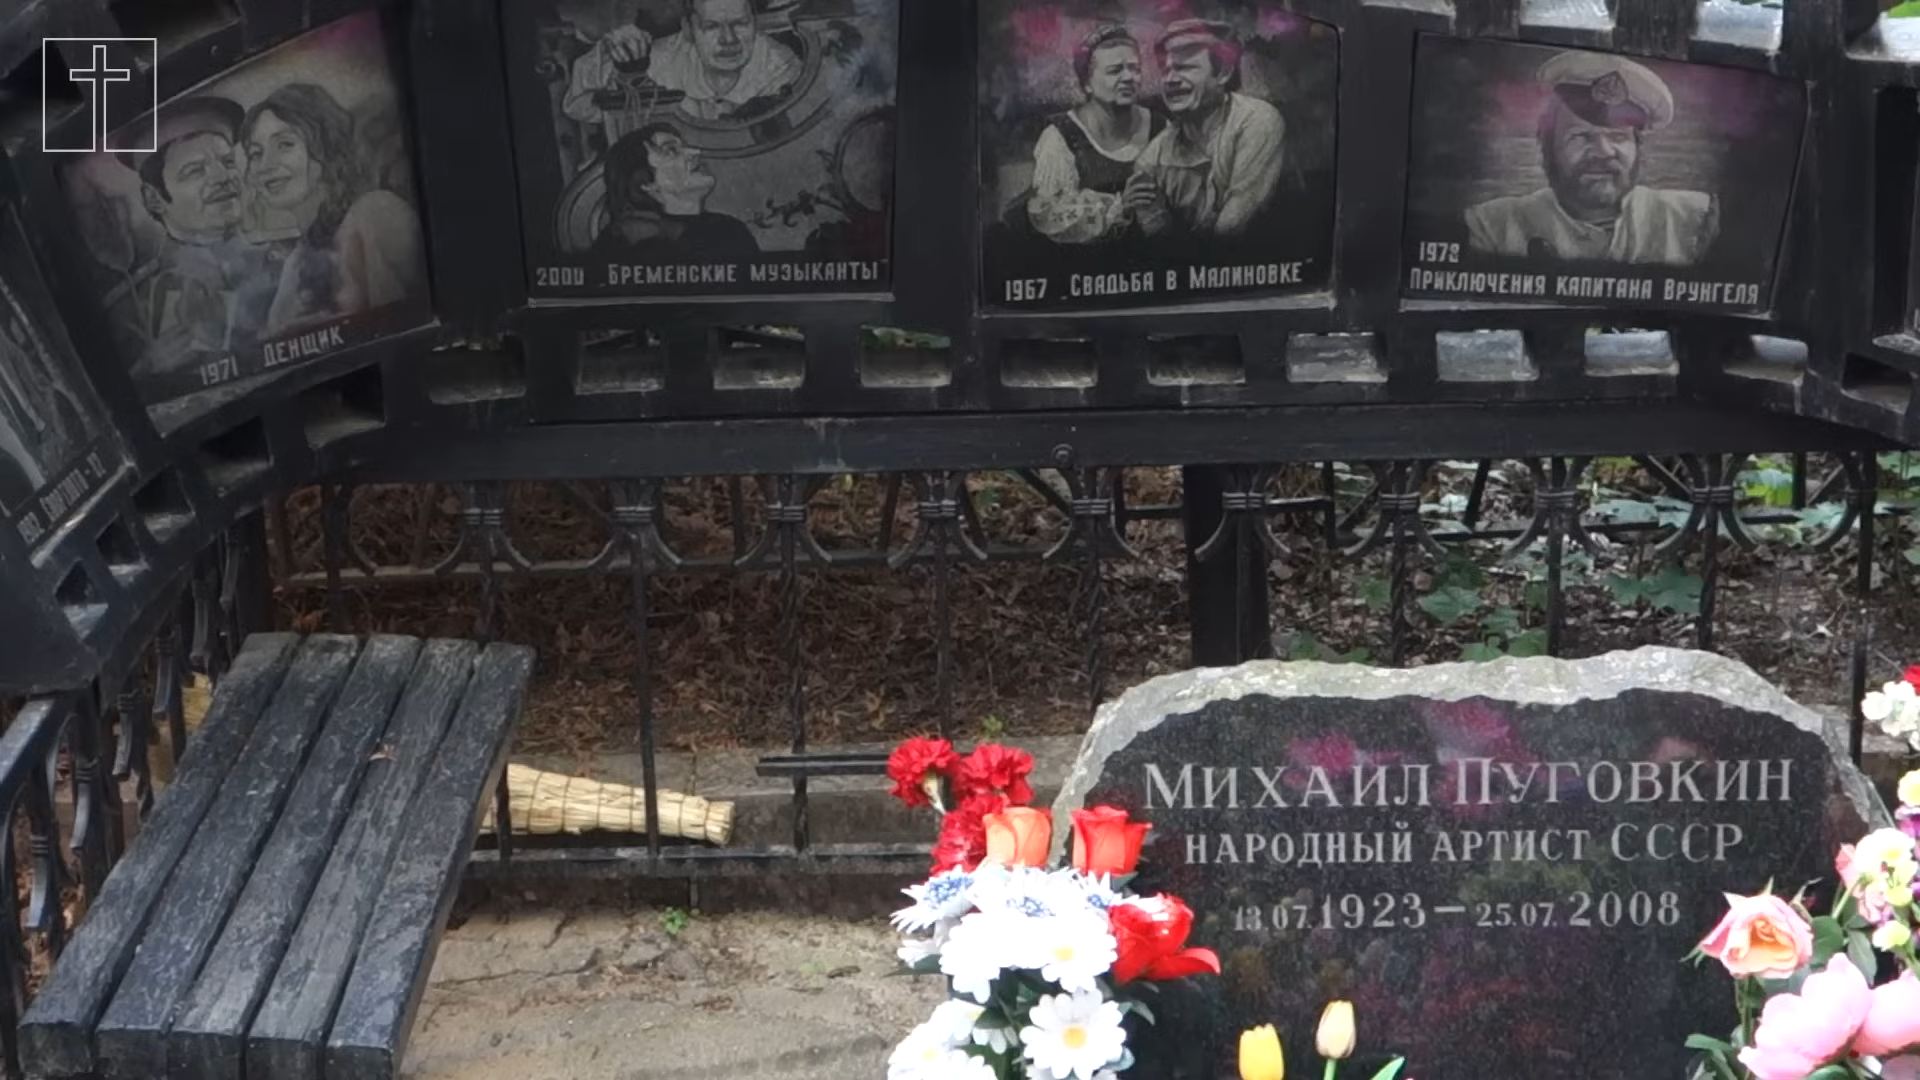 1971 „ДЕНЩИК"
2000 „БРЕМЕНСКИЕ МУЗЫКАНТЫ"
1967 „СВАДЬБА В МАЛИНОВКЕ"
1978
ПРИКЛЮЧЕНИЯ КАПИТАНА ВРУНГЕЛЯ"
МИХАИЛ ПУГОВКИН
НАРОДНЫЙ АРТИСТ СССР
13.07.1923 — 25.07.2008